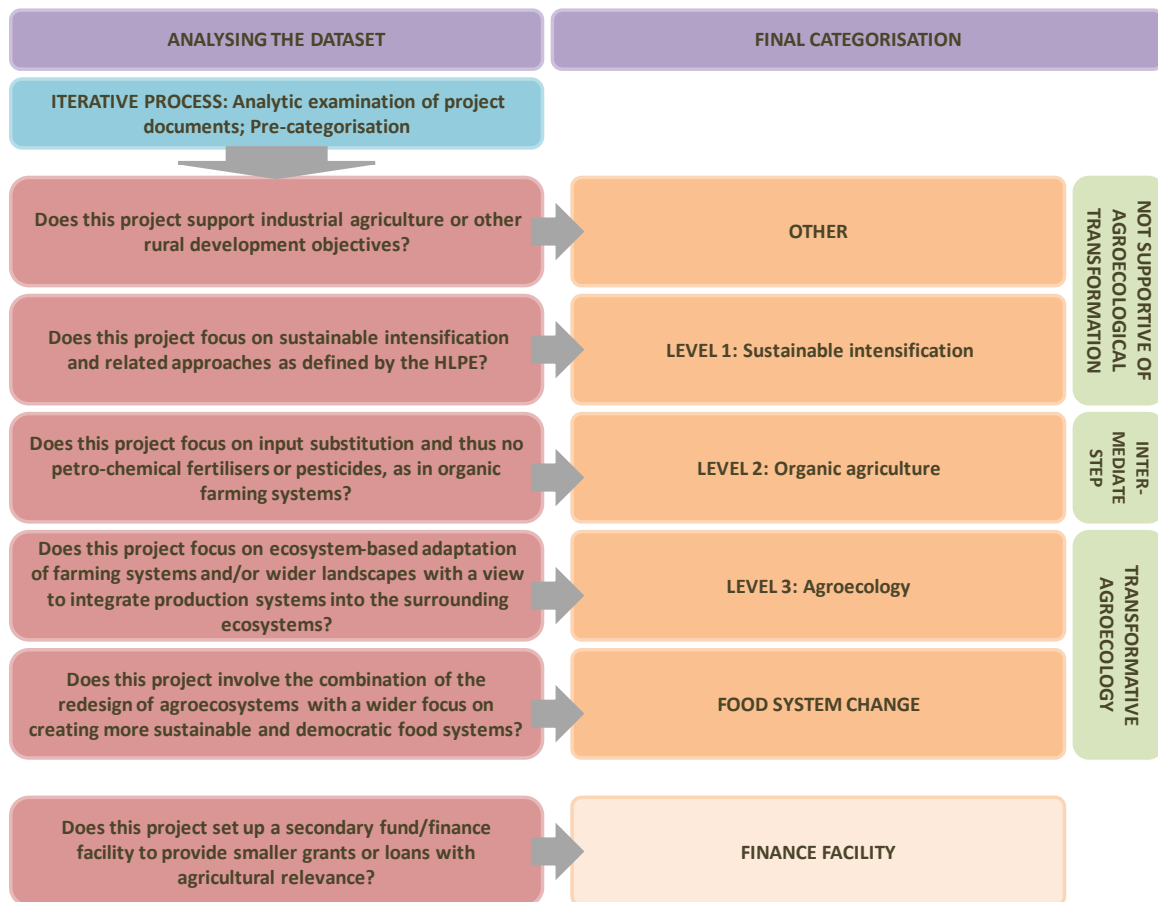 ANALYSING THE DATASET
FINAL CATEGORISATION
ITERATIVE PROCESS: Analytic examination of project
documents; Pre-categorisation
Does this project support industrial agriculture or other
rural development objectives?
OTHER
Does this project focus on sustainable intensification
and related approaches as defined by the HLPE?
LEVEL 1: Sustainable intensification
NOT SUPPORTIVE OF
AGROECOLOGICAL
TRANSFORMATION
Does this project focus on input substitution and thus no
petro-chemical fertilisers or pesticides, as in organic
farming systems?
LEVEL 2: Organic agriculture
INTER-
MEDIATE
STEP
Does this project focus on ecosystem-based adaptation
of farming systems and/or wider landscapes with a view
to integrate production systems into the surrounding
ecosystems?
LEVEL 3: Agroecology
Does this project involve the combination of the
redesign of agroecosystems with a wider focus on
creating more sustainable and democratic food systems?
FOOD SYSTEM CHANGE
TRANSFORMATIVE
AGROECOLOGY
Does this project set up a secondary fund/finance
facility to provide smaller grants or loans with
agricultural relevance?
FINANCE FACILITY